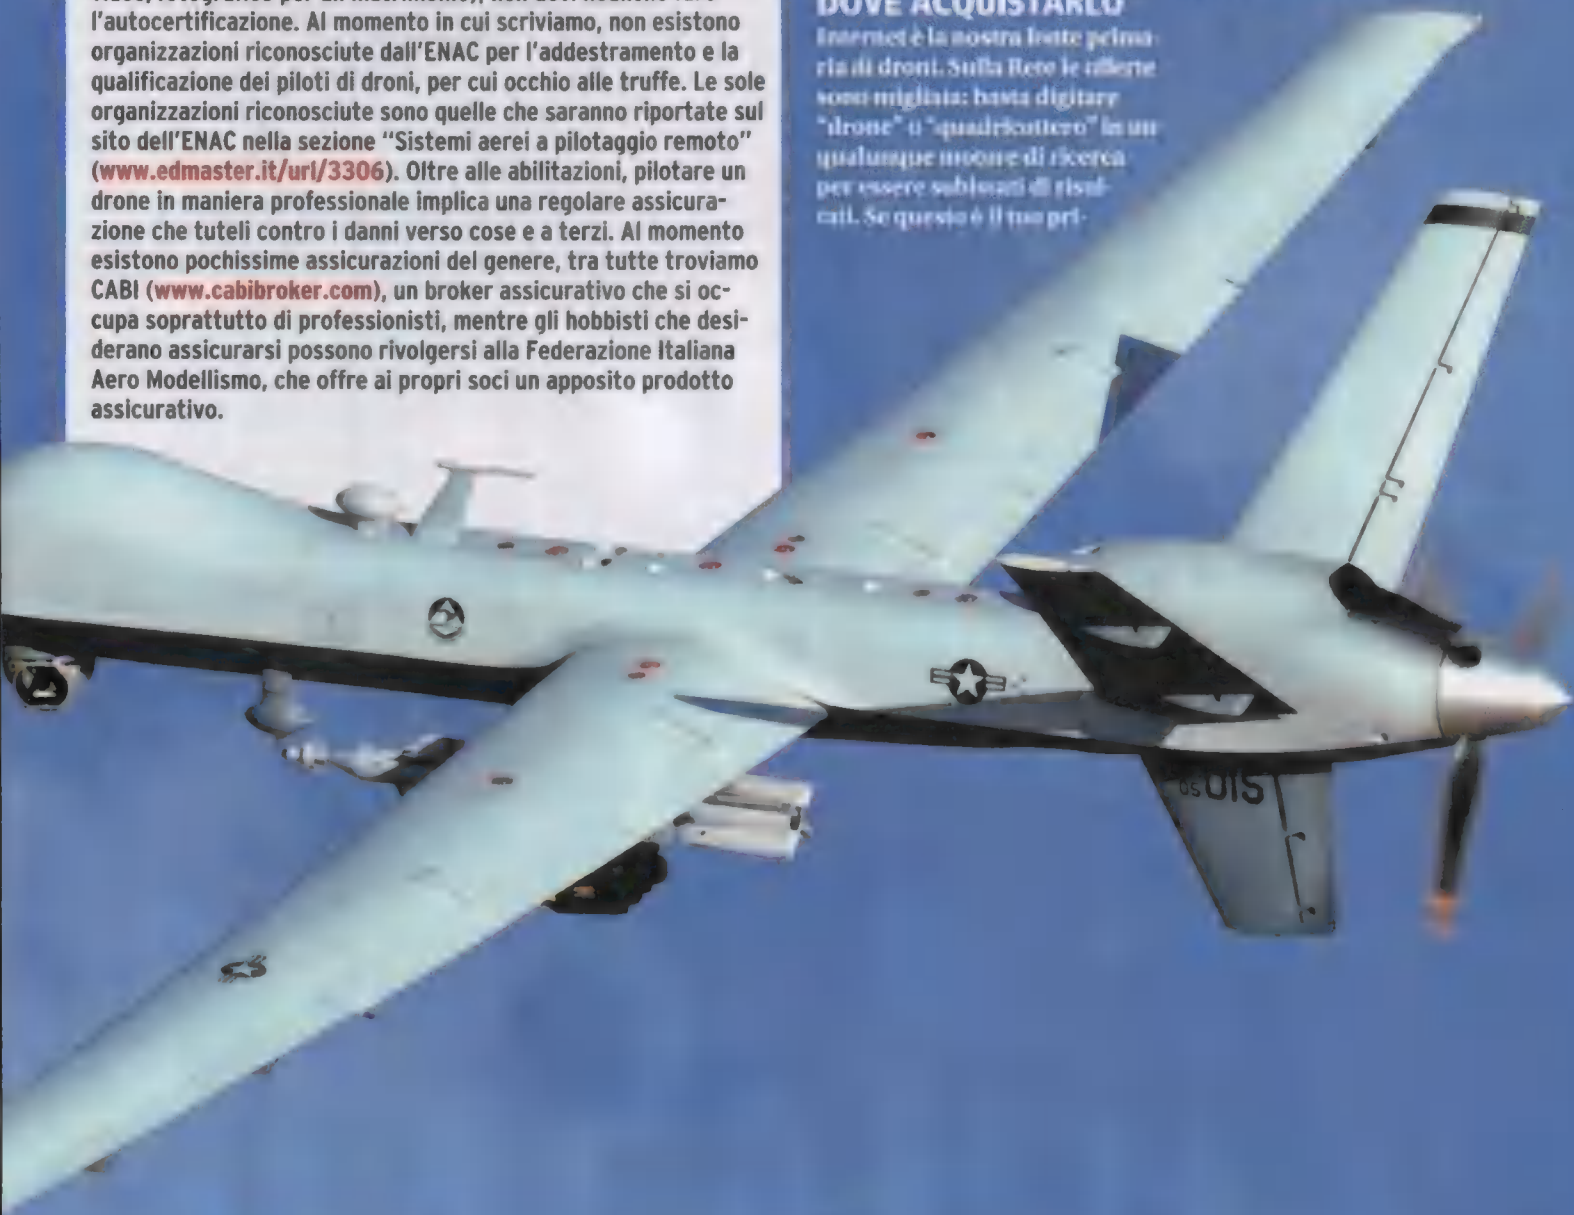 l'autocertificazione. Al momento in cui scriviamo, non esistono
organizzazioni riconosciute dall'ENAC per l'addestramento e la
qualificazione dei piloti di droni, per cui occhio alle truffe. Le sole
organizzazioni riconosciute sono quelle che saranno riportate sul
sito dell'ENAC nella sezione "Sistemi aerei a pilotaggio remoto"
(www.edmaster.it/url/3306). Oltre alle abilitazioni, pilotare un
drone in maniera professionale implica una regolare assicura-
zione che tuteli contro i danni verso cose e a terzi. Al momento
esistono pochissime assicurazioni del genere, tra tutte troviamo
CABI (www.cabibroker.com), un broker assicurativo che si oc-
cupa soprattutto di professionisti, mentre gli hobbisti che desi-
derano assicurarsi possono rivolgersi alla Federazione Italiana
Aero Modellismo, che offre ai propri soci un apposito prodotto
assicurativo.
DOVE ACQUISTARLO
Internet è la nostra fonte prima-
ria di droni. Sulla Rete le offerte
sono migliaia: basta digitare
"drone" o "quadricottero" in un
qualunque motore di ricerca
per essere subissati di risul-
tati. Se questo è il tuo pri-
05 015